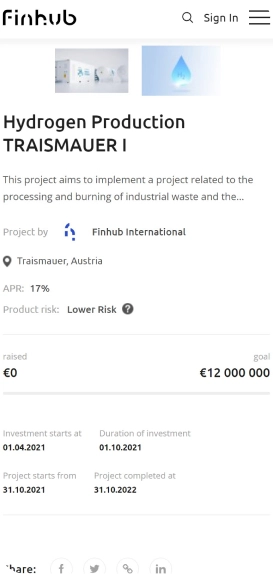 finhub
Sign In
Hydrogen Production
TRAISMAUER I
This project aims to implement a project related to the
processing and burning of industrial waste and the...
Project by Finhub International
Traismauer, Austria
APR: 17%
Product risk: Lower Risk ?
raised goal
€0 €12 000 000
Investment starts at Duration of investment
01.04.2021 01.10.2021
Project starts from Project completed at
31.10.2021 31.10.2022
Share: f in